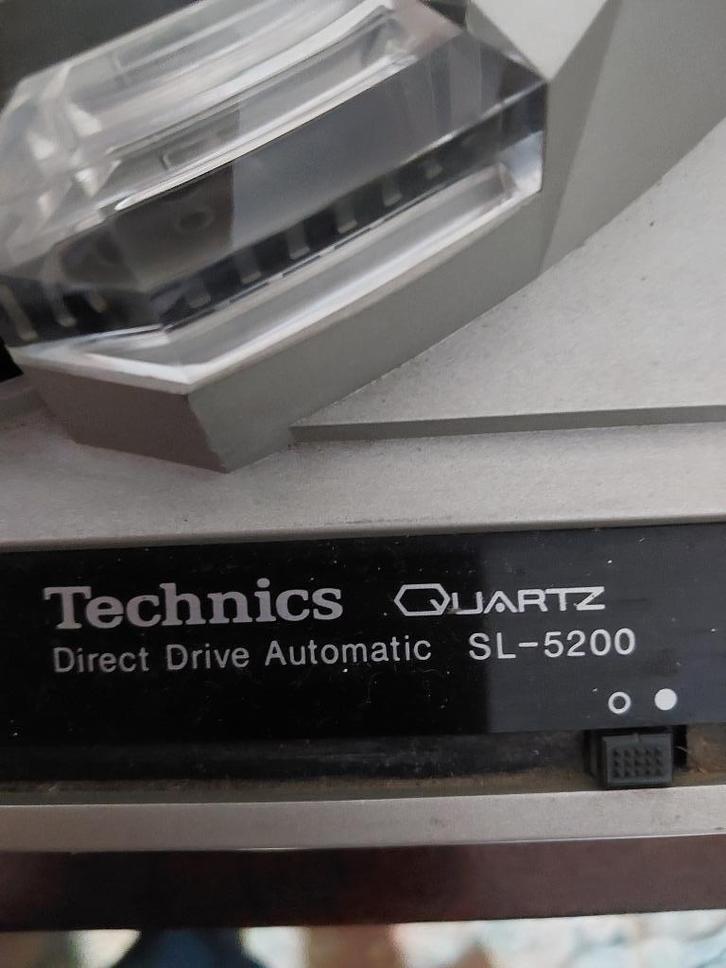 Technics QUARTZ
Direct Drive Automatic SL-5200